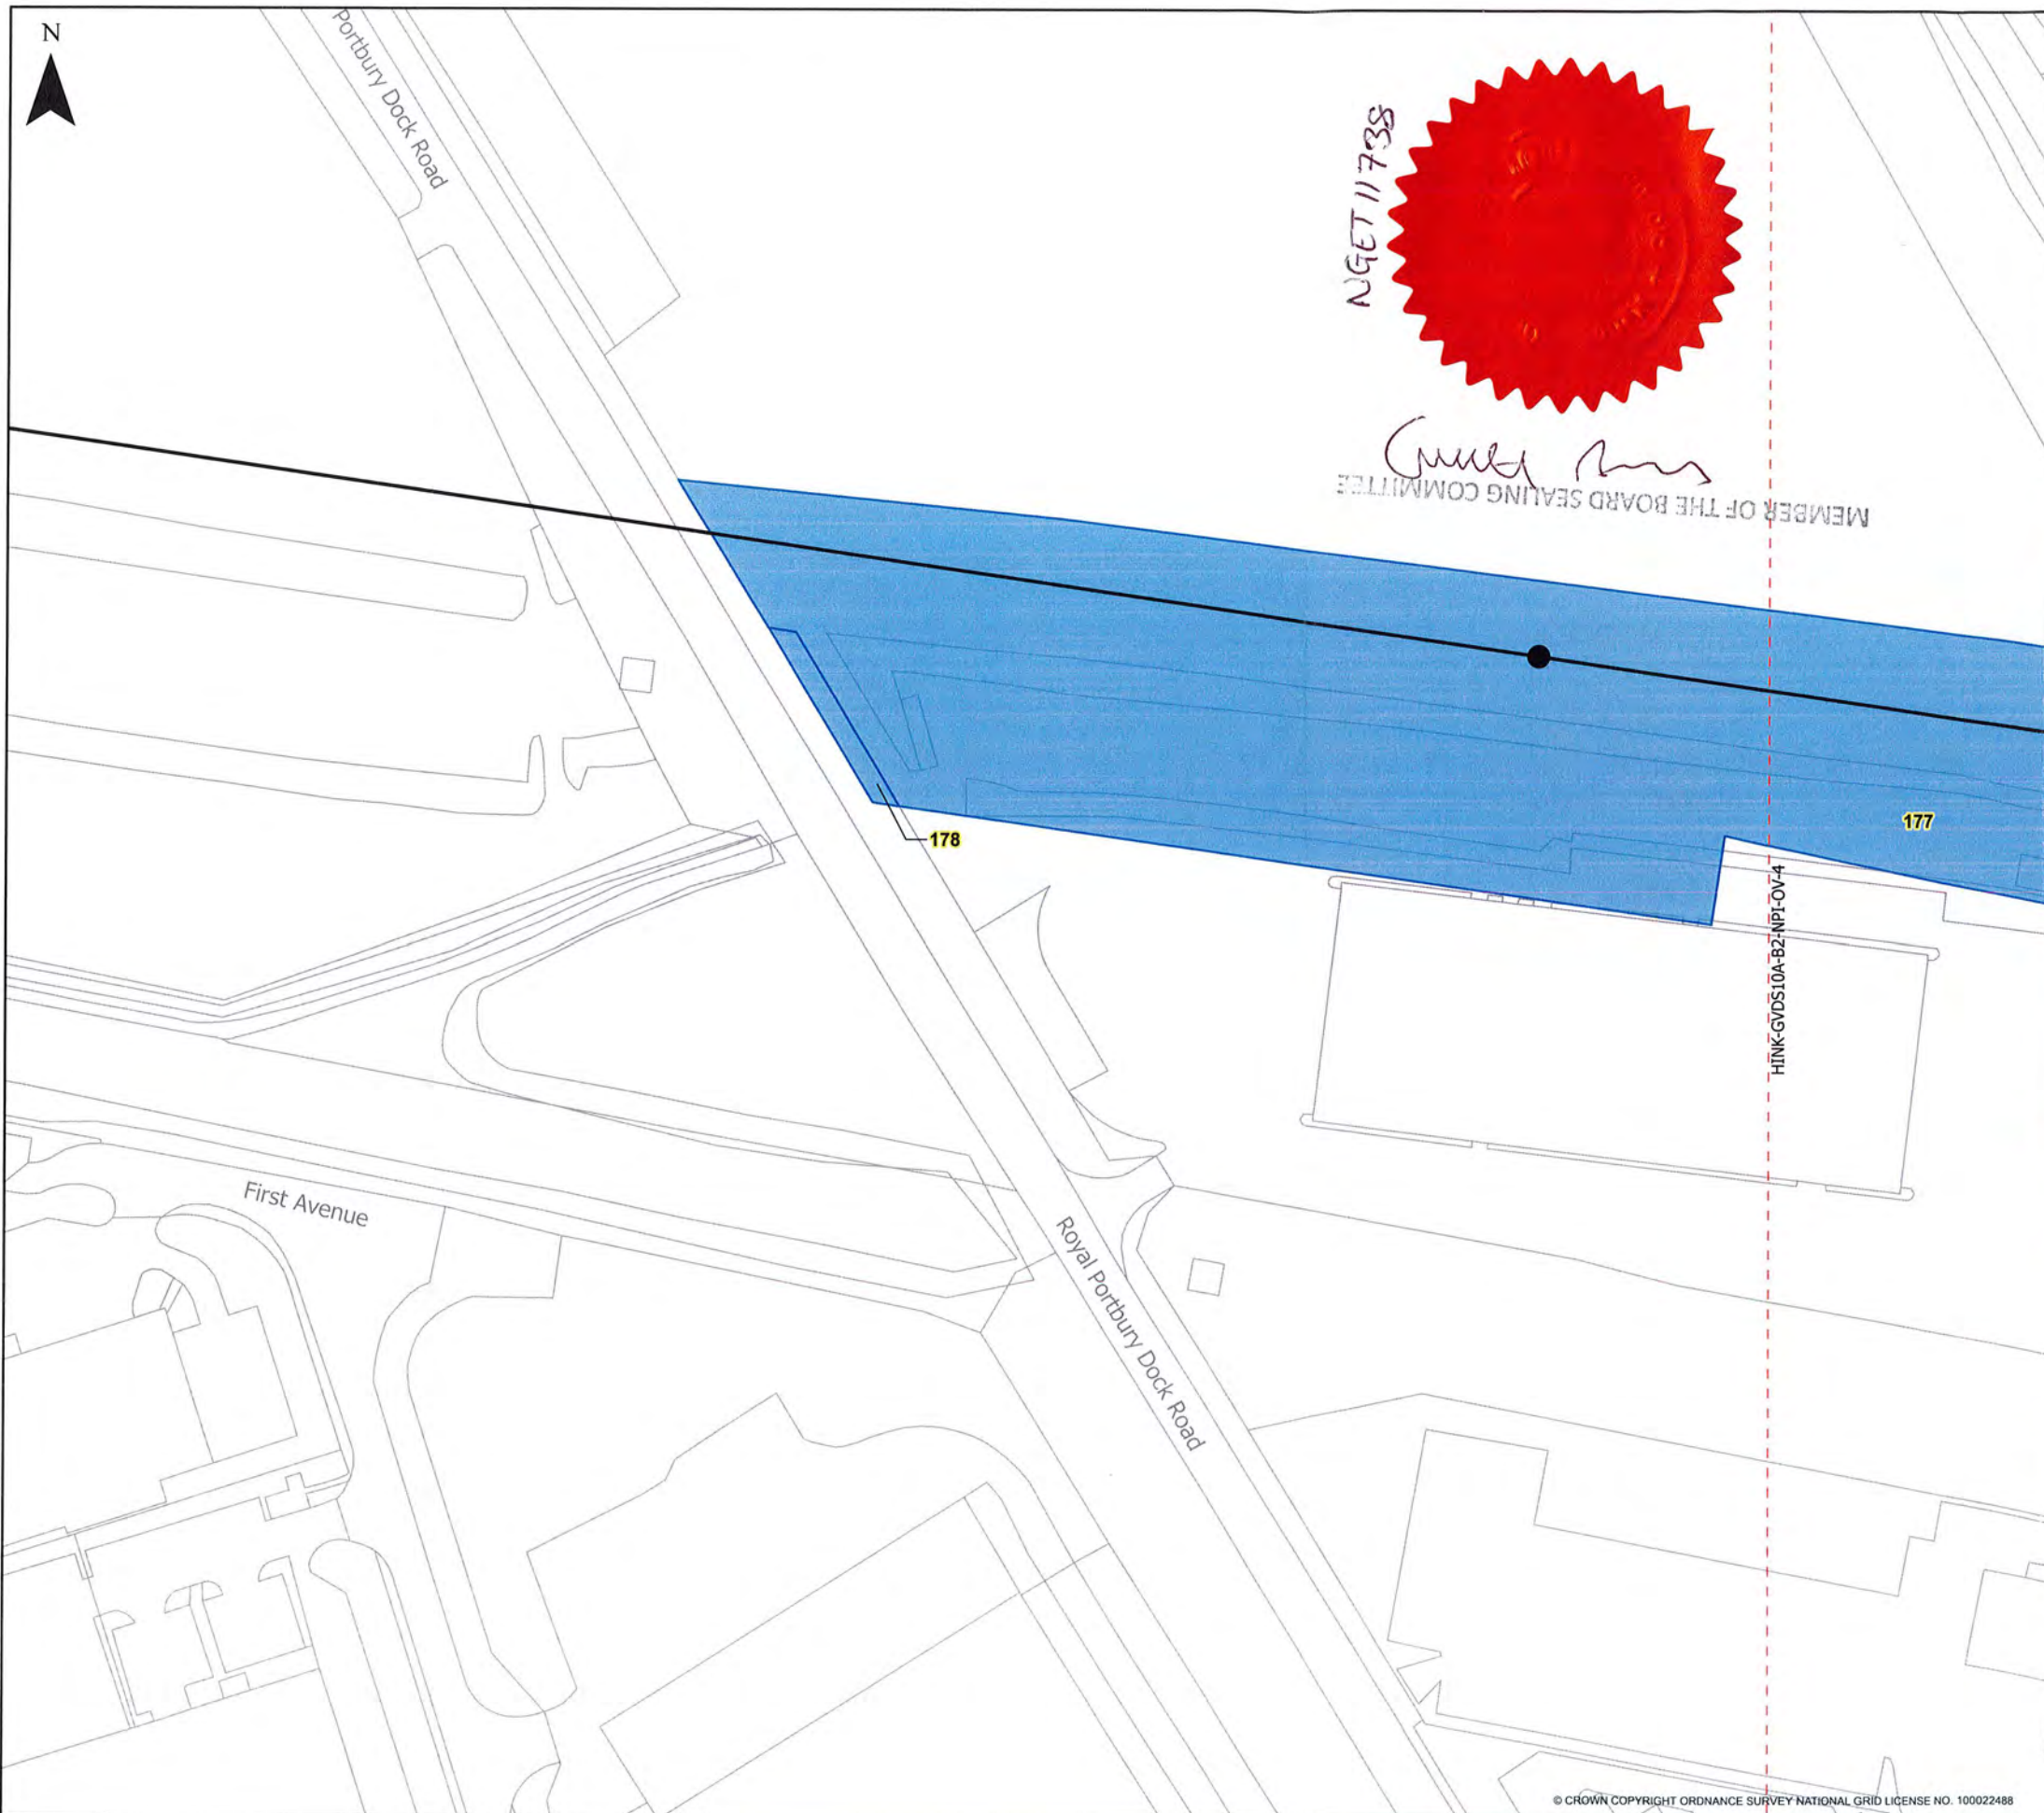 N
Portbury Dock Road
NGET 11738
MEMBER OF THE BOARD SEALING COMMITTEE
178
177
HINK-GVDS10A-B2-NPI-OV-4
First Avenue
Royal Portbury Dock Road
© CROWN COPYRIGHT ORDNANCE SURVEY NATIONAL GRID LICENSE NO. 100022488